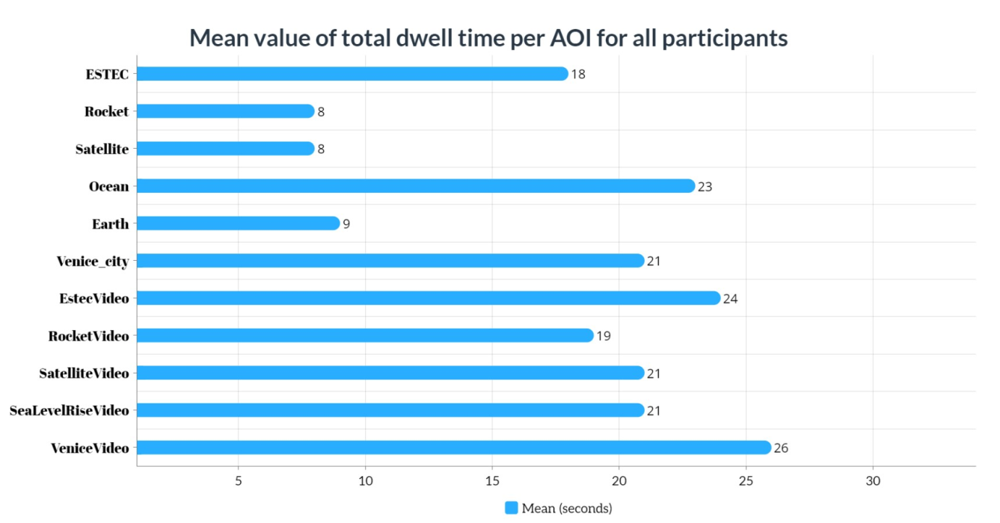 Mean value of total dwell time per AOI for all participants
ESTEC 18
Rocket 8
Satellite 8
Ocean 23
Earth 9
Venice_city 21
EstecVideo 24
RocketVideo 19
SatelliteVideo 21
SeaLevelRiseVideo 21
VeniceVideo 26
5 10 15 20 25 30
Mean (seconds)